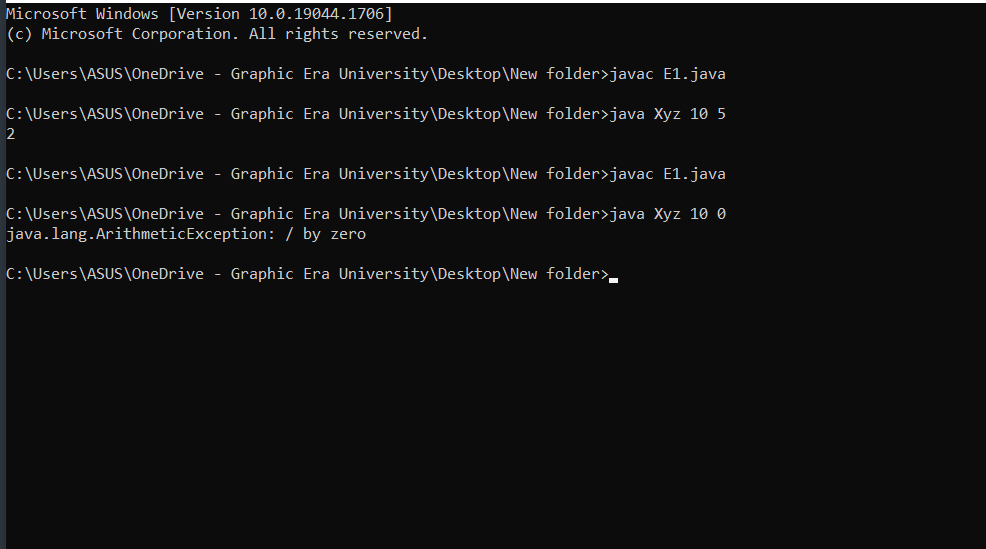 Microsoft Windows [Version 10.0.19044.1706]
(c) Microsoft Corporation. All rights reserved.
C:\Users\ASUS\OneDrive - Graphic Era University\Desktop\New folder>javac E1.java
C:\Users\ASUS\OneDrive - Graphic Era University\Desktop\New folder>java Xyz 10 5
2
C:\Users\ASUS\OneDrive - Graphic Era University\Desktop\New folder>javac E1.java
C:\Users\ASUS\OneDrive - Graphic Era University\Desktop\New folder>java Xyz 10 0
java.lang.ArithmeticException: / by zero
C:\Users\ASUS\OneDrive - Graphic Era University\Desktop\New folder>